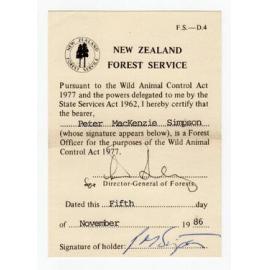 F.S.—D.4
NEW ZEALAND
FOREST SERVICE
NEW ZEALAND
FOREST SERVICE
Pursuant to the Wild Animal Control Act
1977 and the powers delegated to me by the
State Services Act 1962, I hereby certify that
the bearer,
Peter MacKenzie Simpson
(whose signature appears below), is a Forest
Officer for the purposes of the Wild Animal
Control Act 1977.
Director-General of Forests
Dated this Fifth day
of November 1986
Signature of holder: